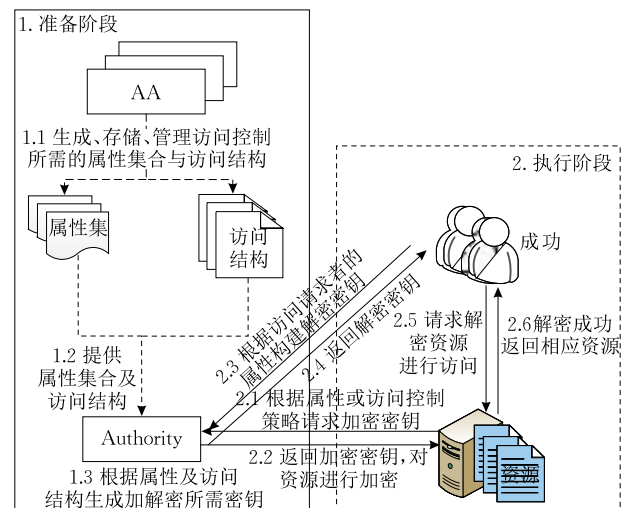 1.准备阶段
AA
1.1 生成、存储、管理访问控制
所需的属性集合与访问结构
属性集
访问
结构
1.2 提供
属性集合及
访问结构
Authority
1.3 根据属性及访问
结构生成加解密所需密钥
2.执行阶段
成功
2.3 根据访问请求者的
属性构建解密密钥
2.4 返回解密密钥
2.5 请求解
密资源
进行访问
2.6解密成功
返回相应资源
2.1 根据属性或访问控制
策略请求加密密钥
2.2 返回加密密钥,对
资源进行加密
资源